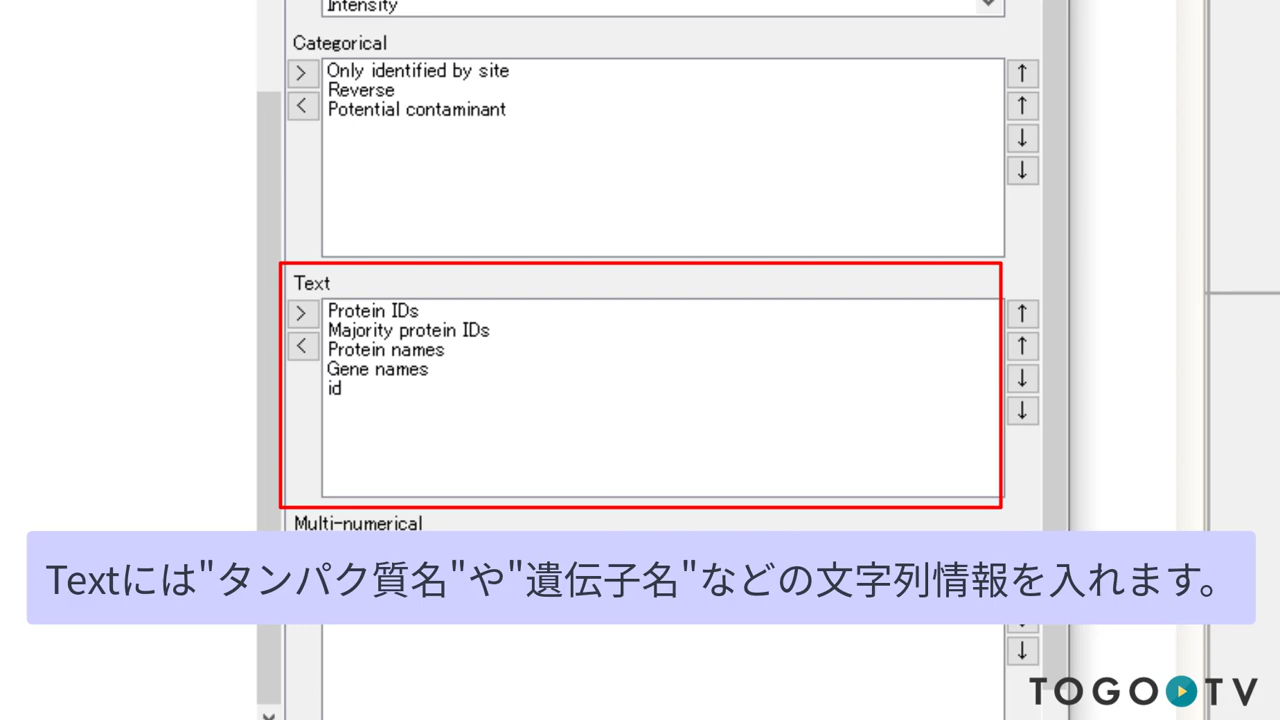 Intensity
Categorical
Only identified by site
Reverse
Potential contaminant
Text
Protein IDs
Majority protein IDs
Protein names
Gene names
id
Multi-numerical
Textには"タンパク質名"や"遺伝子名"などの文字列情報を入れます。
TOGO TV